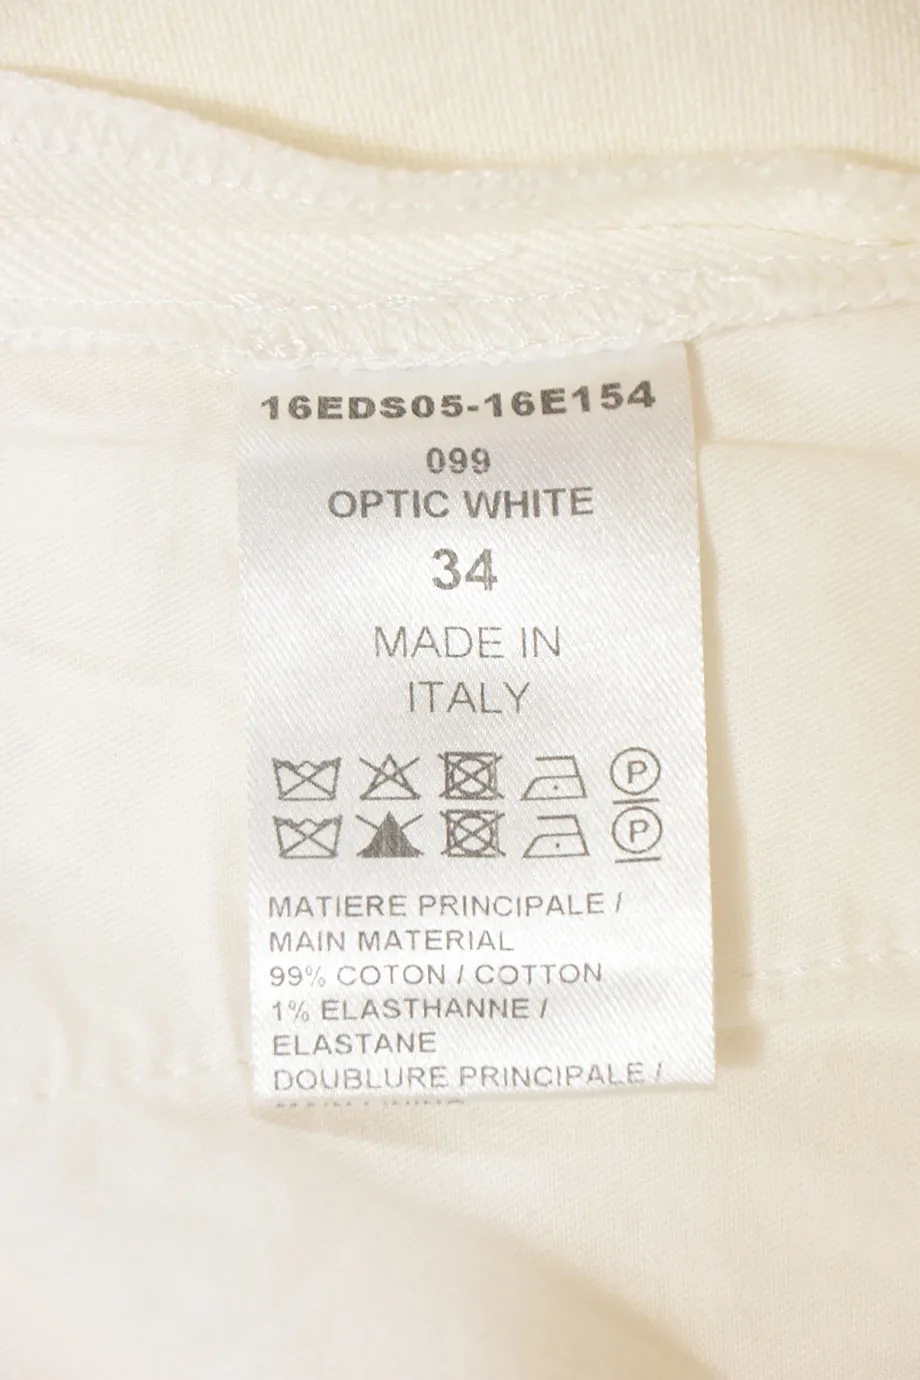 16EDS05-16E154
099
OPTIC WHITE
34
MADE IN
ITALY
P
P
MATIERE PRINCIPALE /
MAIN MATERIAL
99% COTON / COTTON
1% ELASTHANNE /
ELASTANE
DOUBLURE PRINCIPALE /